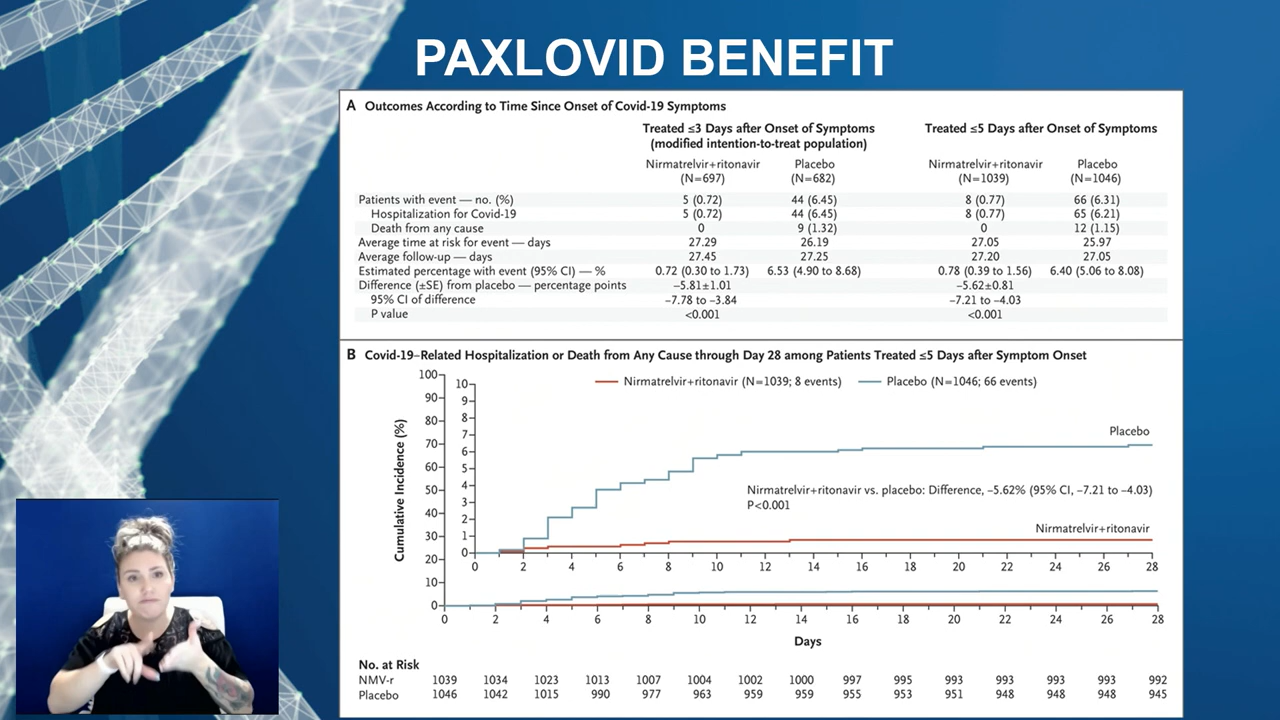 PAXLOVID BENEFIT
A Outcomes According to Time Since Onset of Covid-19 Symptoms
Treated ≤3 Days after Onset of Symptoms (modified intention-to-treat population) Treated ≤5 Days after Onset of Symptoms
Nirmatrelvir+ritonavir (N=697) Placebo (N=682) Nirmatrelvir+ritonavir (N=1039) Placebo (N=1046)
Patients with event — no. (%) 5 (0.72) 44 (6.45) 8 (0.77) 66 (6.31)
Hospitalization for Covid-19 5 (0.72) 44 (6.45) 8 (0.77) 65 (6.21)
Death from any cause 0 9 (1.32) 0 12 (1.15)
Average time at risk for event — days 27.29 26.19 27.05 25.97
Average follow-up — days 27.45 27.25 27.20 27.05
Estimated percentage with event (95% CI) — % 0.72 (0.30 to 1.73) 6.53 (4.90 to 8.68) 0.78 (0.39 to 1.56) 6.40 (5.06 to 8.08)
Difference (±SE) from placebo — percentage points −5.81±1.01 −5.62±0.81
95% CI of difference −7.78 to −3.84 −7.21 to −4.03
P value <0.001 <0.001
B Covid-19–Related Hospitalization or Death from Any Cause through Day 28 among Patients Treated ≤5 Days after Symptom Onset
Nirmatrelvir+ritonavir (N=1039; 8 events) Placebo (N=1046; 66 events)
Cumulative Incidence (%)
100
90
80
70
60
50
40
30
20
10
0
10
9
8
7
6
5
4
3
2
1
0
Placebo
Nirmatrelvir+ritonavir vs. placebo: Difference, −5.62% (95% CI, −7.21 to −4.03)
P<0.001
Nirmatrelvir+ritonavir
0 2 4 6 8 10 12 14 16 18 20 22 24 26 28
0 2 4 6 8 10 12 14 16 18 20 22 24 26 28
Days
No. at Risk
NMV-r 1039 1034 1023 1013 1007 1004 1002 1000 997 995 993 993 993 993 992
Placebo 1046 1042 1015 990 977 963 959 959 955 953 951 948 948 948 945